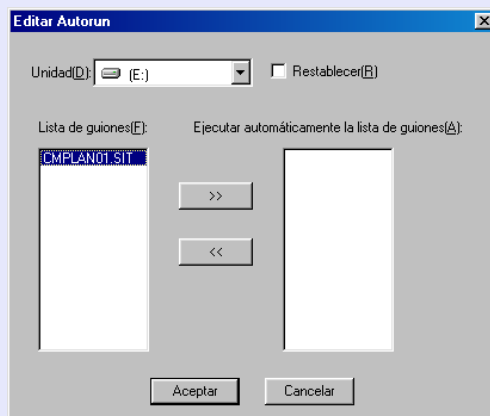 Editar Autorun
Unidad(D): (E:) Restablecer(R)
Lista de guiones(F): Ejecutar automáticamente la lista de guiones(A):
CMPLAN01.SIT
>>
<<
Aceptar Cancelar